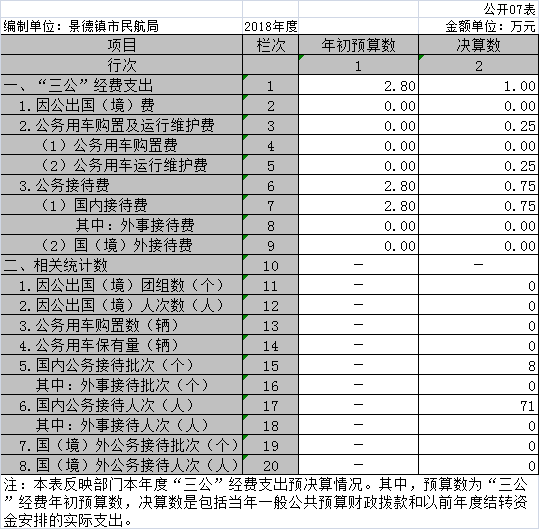 公开07表
编制单位：景德镇市民航局 2018年度 金额单位：万元
项目 栏次 年初预算数 决算数
行次 1 2
一、“三公”经费支出 1 2.80 1.00
1.因公出国（境）费 2 0.00 0.00
2.公务用车购置及运行维护费 3 0.00 0.25
（1）公务用车购置费 4 0.00 0.00
（2）公务用车运行维护费 5 0.00 0.25
3.公务接待费 6 2.80 0.75
（1）国内接待费 7 2.80 0.75
其中：外事接待费 8 0.00 0.00
（2）国（境）外接待费 9 0.00 0.00
二、相关统计数 10 — —
1.因公出国（境）团组数（个） 11 — 0
2.因公出国（境）人次数（人） 12 — 0
3.公务用车购置数（辆） 13 — 0
4.公务用车保有量（辆） 14 — 0
5.国内公务接待批次（个） 15 — 8
其中：外事接待批次（个） 16 — 0
6.国内公务接待人次（人） 17 — 71
其中：外事接待人次（人） 18 — 0
7.国（境）外公务接待批次（个） 19 — 0
8.国（境）外公务接待人次（人） 20 — 0
注：本表反映部门本年度“三公”经费支出预决算情况。其中，预算数为“三公
”经费年初预算数，决算数是包括当年一般公共预算财政拨款和以前年度结转资
金安排的实际支出。